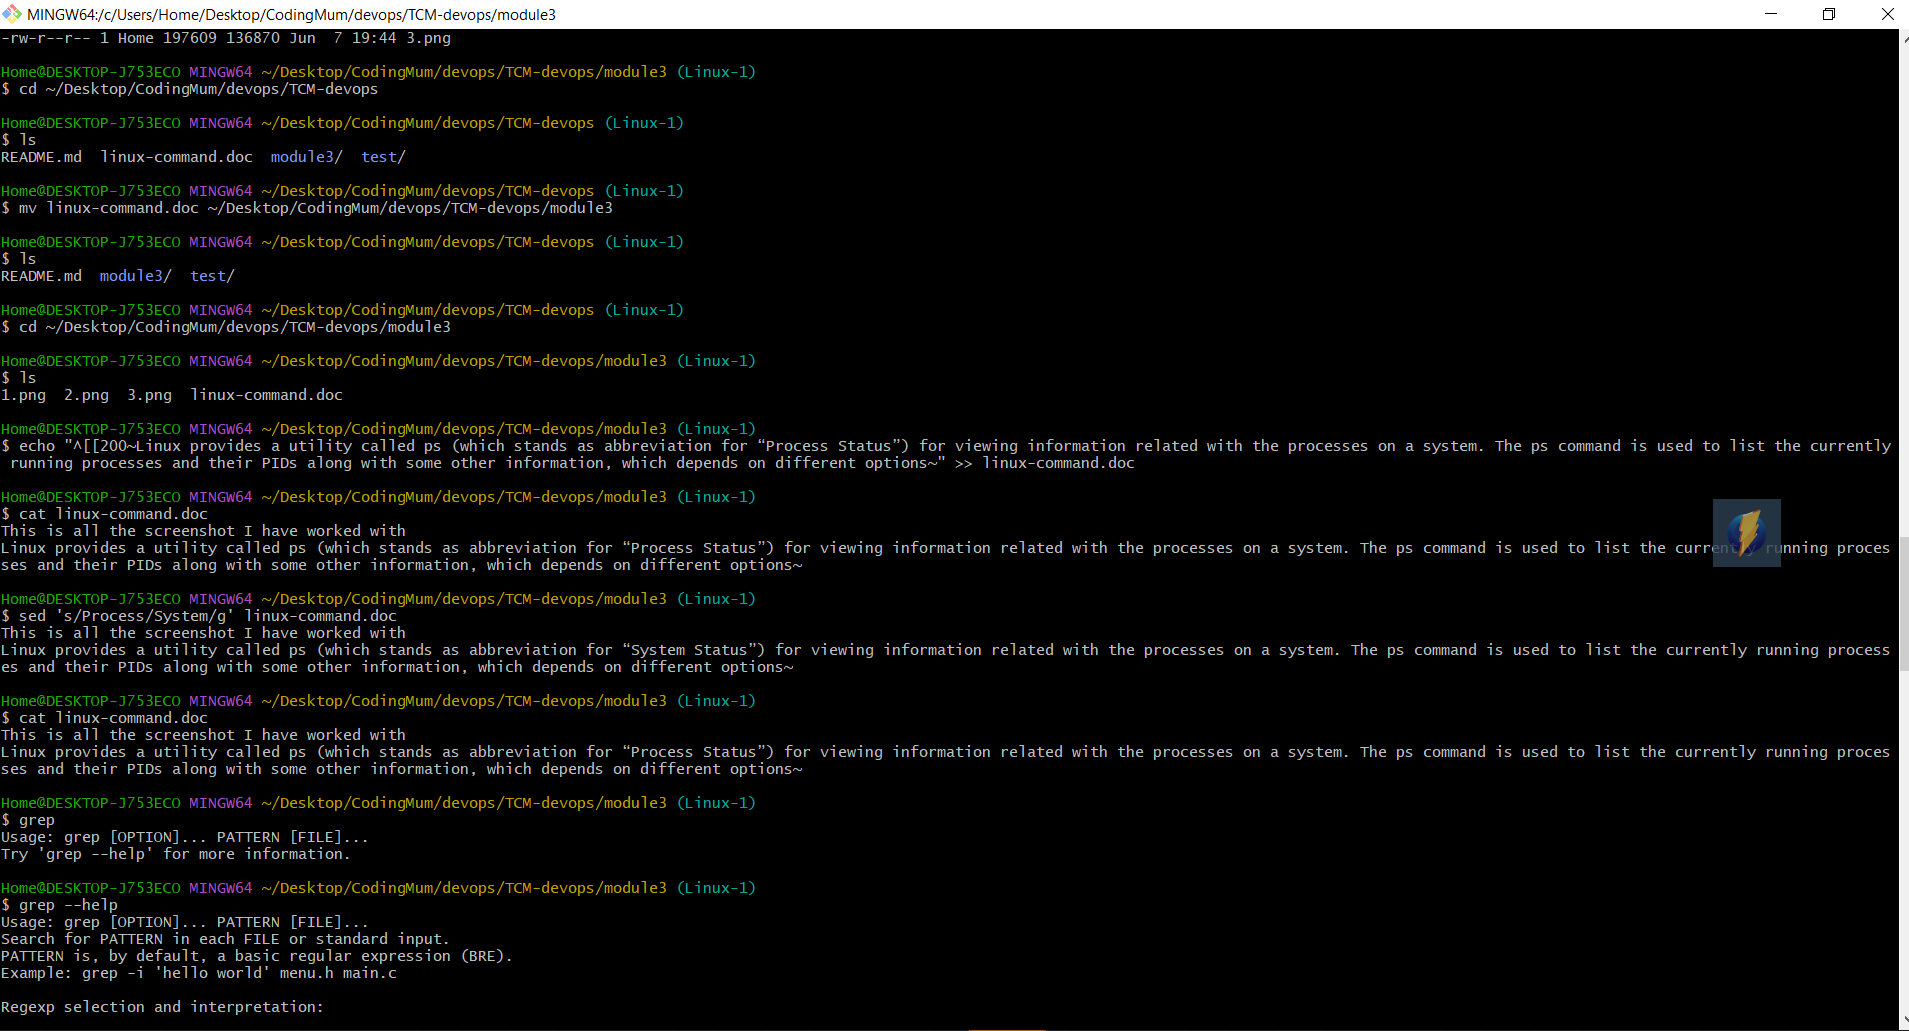 MINGW64:/c/Users/Home/Desktop/CodingMum/devops/TCM-devops/module3
-rw-r--r-- 1 Home 197609 136870 Jun  7 19:44 3.png
Home@DESKTOP-J753ECO MINGW64 ~/Desktop/CodingMum/devops/TCM-devops/module3 (Linux-1)
$ cd ~/Desktop/CodingMum/devops/TCM-devops
Home@DESKTOP-J753ECO MINGW64 ~/Desktop/CodingMum/devops/TCM-devops (Linux-1)
$ ls
README.md  linux-command.doc  module3/  test/
Home@DESKTOP-J753ECO MINGW64 ~/Desktop/CodingMum/devops/TCM-devops (Linux-1)
$ mv linux-command.doc ~/Desktop/CodingMum/devops/TCM-devops/module3
Home@DESKTOP-J753ECO MINGW64 ~/Desktop/CodingMum/devops/TCM-devops (Linux-1)
$ ls
README.md  module3/  test/
Home@DESKTOP-J753ECO MINGW64 ~/Desktop/CodingMum/devops/TCM-devops (Linux-1)
$ cd ~/Desktop/CodingMum/devops/TCM-devops/module3
Home@DESKTOP-J753ECO MINGW64 ~/Desktop/CodingMum/devops/TCM-devops/module3 (Linux-1)
$ ls
1.png  2.png  3.png  linux-command.doc
Home@DESKTOP-J753ECO MINGW64 ~/Desktop/CodingMum/devops/TCM-devops/module3 (Linux-1)
$ echo "^[[200~Linux provides a utility called ps (which stands as abbreviation for “Process Status”) for viewing information related with the processes on a system. The ps command is used to list the currently
 running processes and their PIDs along with some other information, which depends on different options~" >> linux-command.doc
Home@DESKTOP-J753ECO MINGW64 ~/Desktop/CodingMum/devops/TCM-devops/module3 (Linux-1)
$ cat linux-command.doc
This is all the screenshot I have worked with
Linux provides a utility called ps (which stands as abbreviation for “Process Status”) for viewing information related with the processes on a system. The ps command is used to list the currently running proces
ses and their PIDs along with some other information, which depends on different options~
Home@DESKTOP-J753ECO MINGW64 ~/Desktop/CodingMum/devops/TCM-devops/module3 (Linux-1)
$ sed 's/Process/System/g' linux-command.doc
This is all the screenshot I have worked with
Linux provides a utility called ps (which stands as abbreviation for “System Status”) for viewing information related with the processes on a system. The ps command is used to list the currently running process
es and their PIDs along with some other information, which depends on different options~
Home@DESKTOP-J753ECO MINGW64 ~/Desktop/CodingMum/devops/TCM-devops/module3 (Linux-1)
$ cat linux-command.doc
This is all the screenshot I have worked with
Linux provides a utility called ps (which stands as abbreviation for “Process Status”) for viewing information related with the processes on a system. The ps command is used to list the currently running proces
ses and their PIDs along with some other information, which depends on different options~
Home@DESKTOP-J753ECO MINGW64 ~/Desktop/CodingMum/devops/TCM-devops/module3 (Linux-1)
$ grep
Usage: grep [OPTION]... PATTERN [FILE]...
Try 'grep --help' for more information.
Home@DESKTOP-J753ECO MINGW64 ~/Desktop/CodingMum/devops/TCM-devops/module3 (Linux-1)
$ grep --help
Usage: grep [OPTION]... PATTERN [FILE]...
Search for PATTERN in each FILE or standard input.
PATTERN is, by default, a basic regular expression (BRE).
Example: grep -i 'hello world' menu.h main.c
Regexp selection and interpretation: